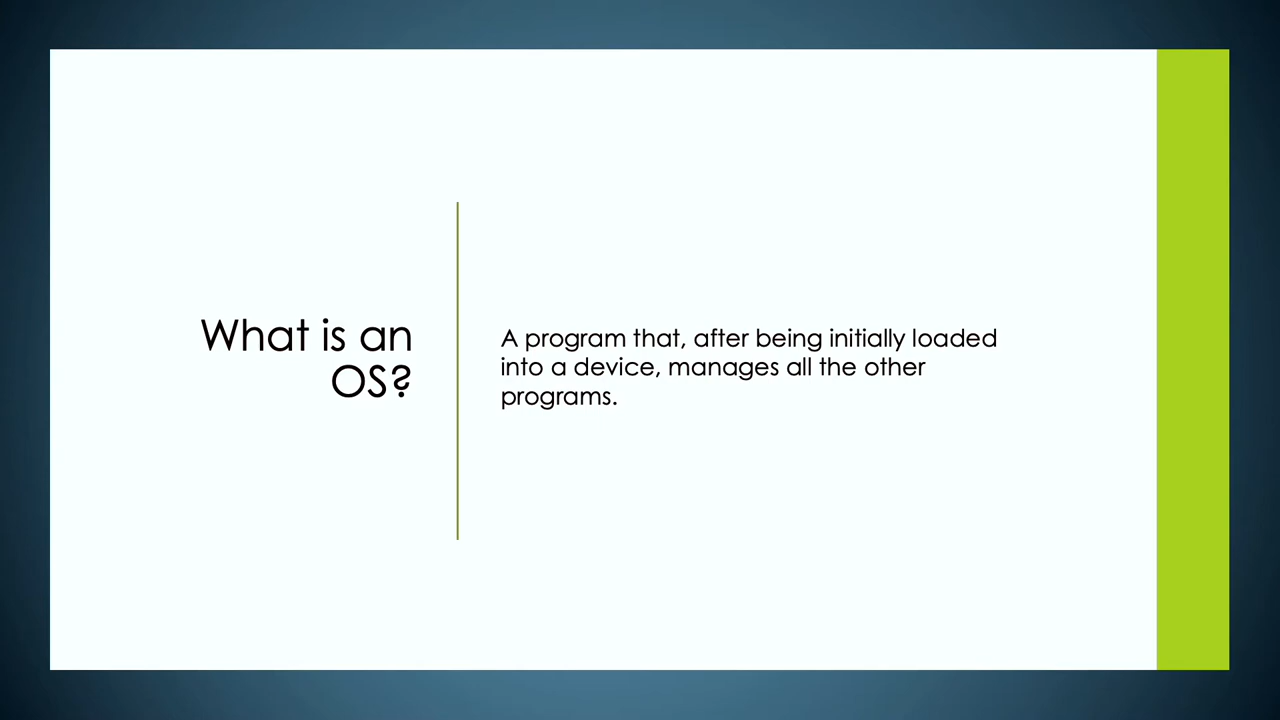 What is an
OS?
A program that, after being initially loaded
into a device, manages all the other
programs.